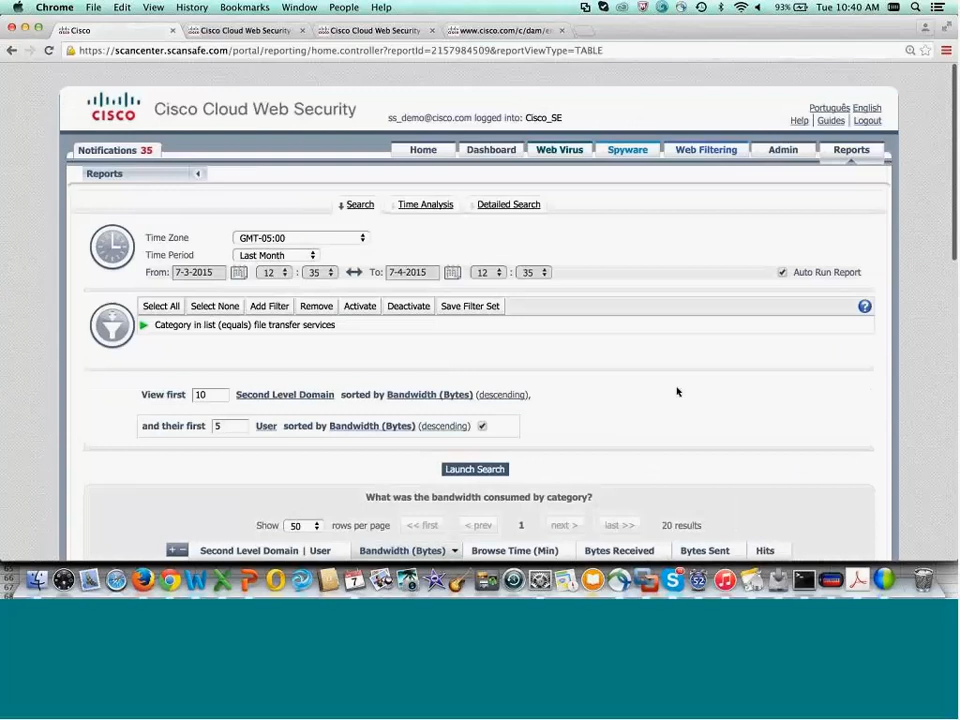 Chrome File Edit View History Bookmarks Window People Help 93% Tue 10:40 AM
Cisco Cisco Cloud Web Security Cisco Cloud Web Security www.cisco.com/c/dam/e
https://scancenter.scansafe.com/portal/reporting/home.controller?reportId=2157984509&reportViewType=TABLE
CISCO Cisco Cloud Web Security
ss_demo@cisco.com logged into: Cisco_SE
Português English
Help Guides Logout
Notifications 35
Home Dashboard Web Virus Spyware Web Filtering Admin Reports
Reports
Search Time Analysis Detailed Search
Time Zone GMT-05:00
Time Period Last Month
From: 7-3-2015 12 : 35 To: 7-4-2015 12 : 35 Auto Run Report
Select All Select None Add Filter Remove Activate Deactivate Save Filter Set
Category in list (equals) file transfer services
View first 10 Second Level Domain sorted by Bandwidth (Bytes) (descending),
and their first 5 User sorted by Bandwidth (Bytes) (descending)
Launch Search
What was the bandwidth consumed by category?
Show 50 rows per page << first < prev 1 next > last >> 20 results
+ - Second Level Domain | User Bandwidth (Bytes) Browse Time (Min) Bytes Received Bytes Sent Hits